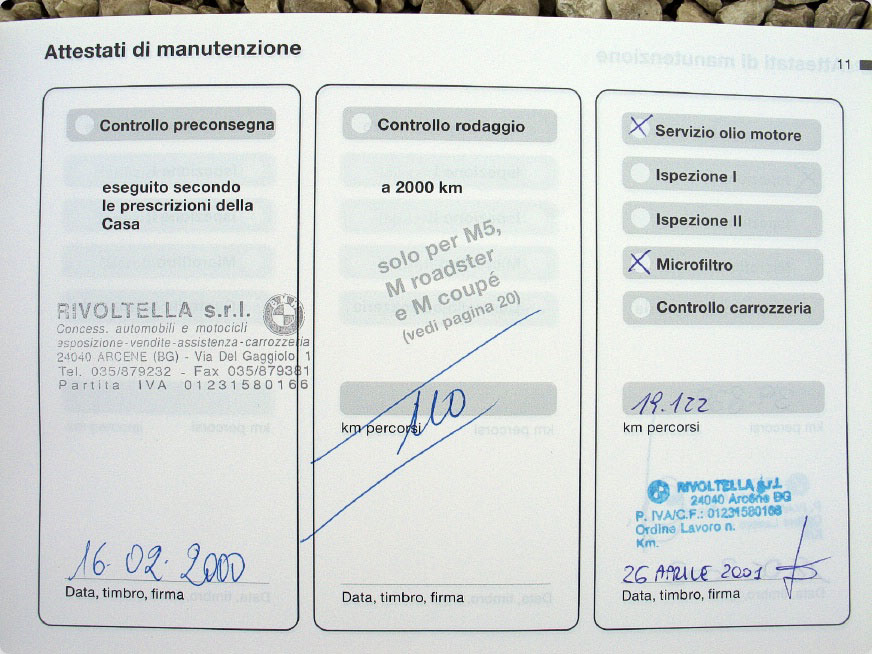 Attestati di manutenzione
11
Controllo preconsegna
eseguito secondo
le prescrizioni della
Casa
RIVOLTELLA s.r.l.
Concess. automobili e motocicli
esposizione-vendite-assistenza-carrozzeria
24040 ARCENE (BG) - Via Del Gaggiolo 1
Tel. 035/879232 - Fax 035/879381
Partita IVA 01231580166
16.02.2000
Data, timbro, firma
Controllo rodaggio
a 2000 km
solo per M5,
M roadster
e M coupé
(vedi pagina 20)
km percorsi
Data, timbro, firma
Servizio olio motore
Ispezione I
Ispezione II
Microfiltro
Controllo carrozzeria
19.122
km percorsi
RIVOLTELLA s.r.l.
24040 Arcene BG
P. IVA/C.F.: 01231580166
Ordine Lavoro n.
Km.
26 APRILE 2001
Data, timbro, firma